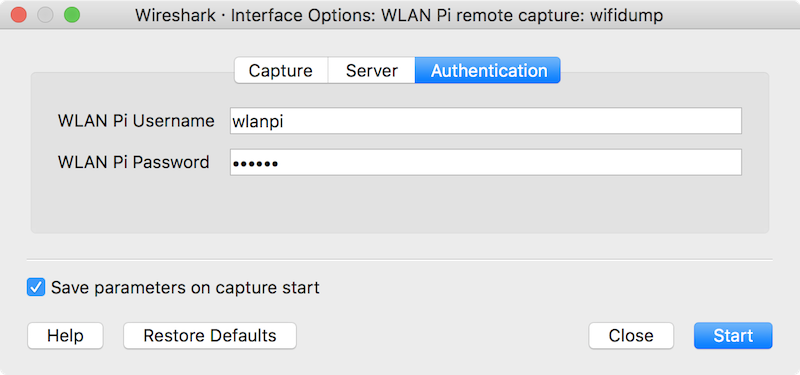 Wireshark · Interface Options: WLAN Pi remote capture: wifidump
Capture Server Authentication
WLAN Pi Username wlanpi
WLAN Pi Password ••••••
Save parameters on capture start
Help Restore Defaults Close Start